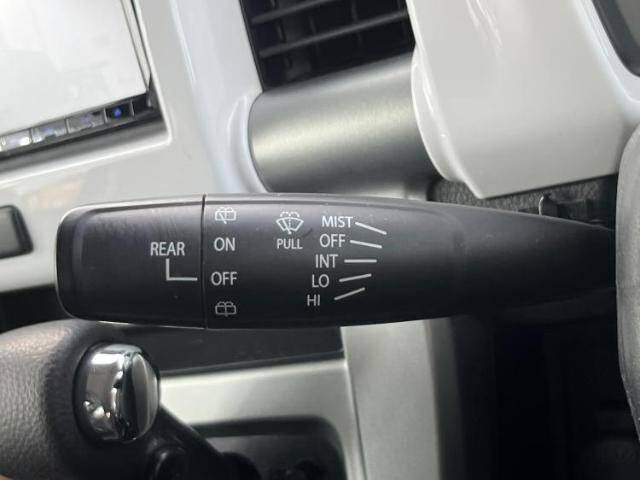 REAR
ON
OFF
PULL
MIST
OFF
INT
LO
HI